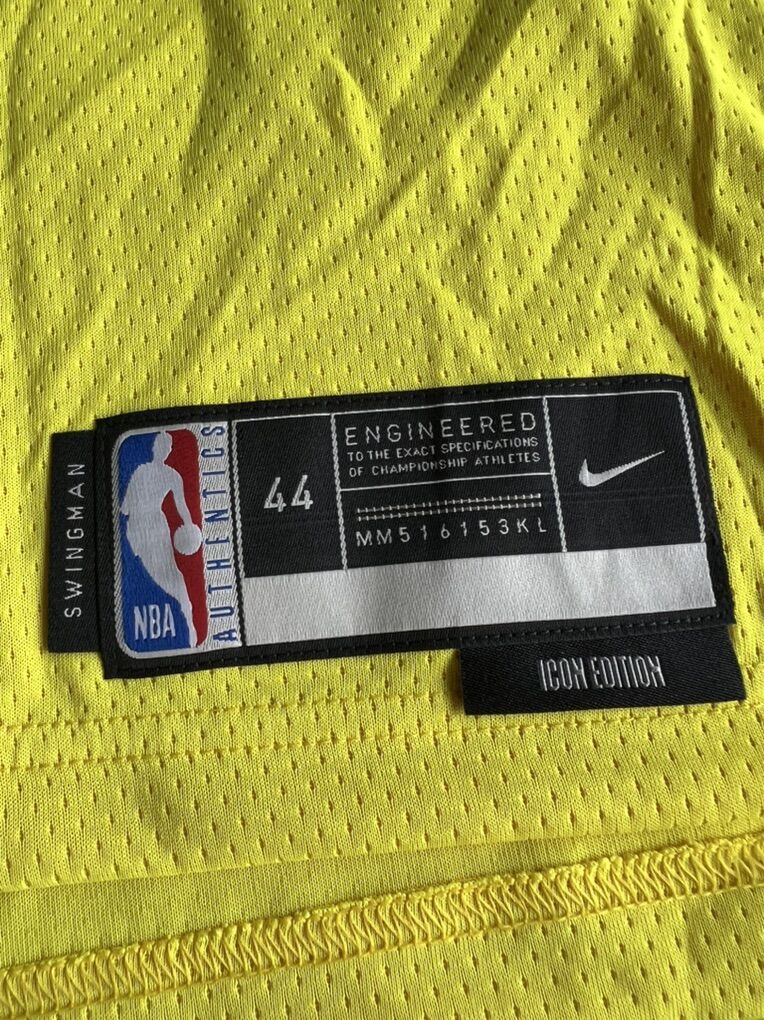 SWINGMAN
NBA
AUTHENTICS
44
ENGINEERED
TO THE EXACT SPECIFICATIONS
OF CHAMPIONSHIP ATHLETES
MM516153KL
ICON EDITION